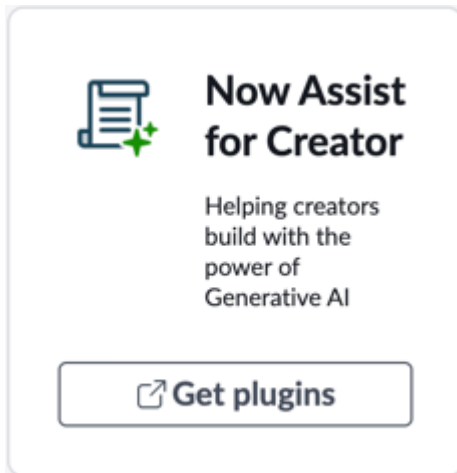 Now Assist
for Creator
Helping creators
build with the
power of
Generative AI
Get plugins